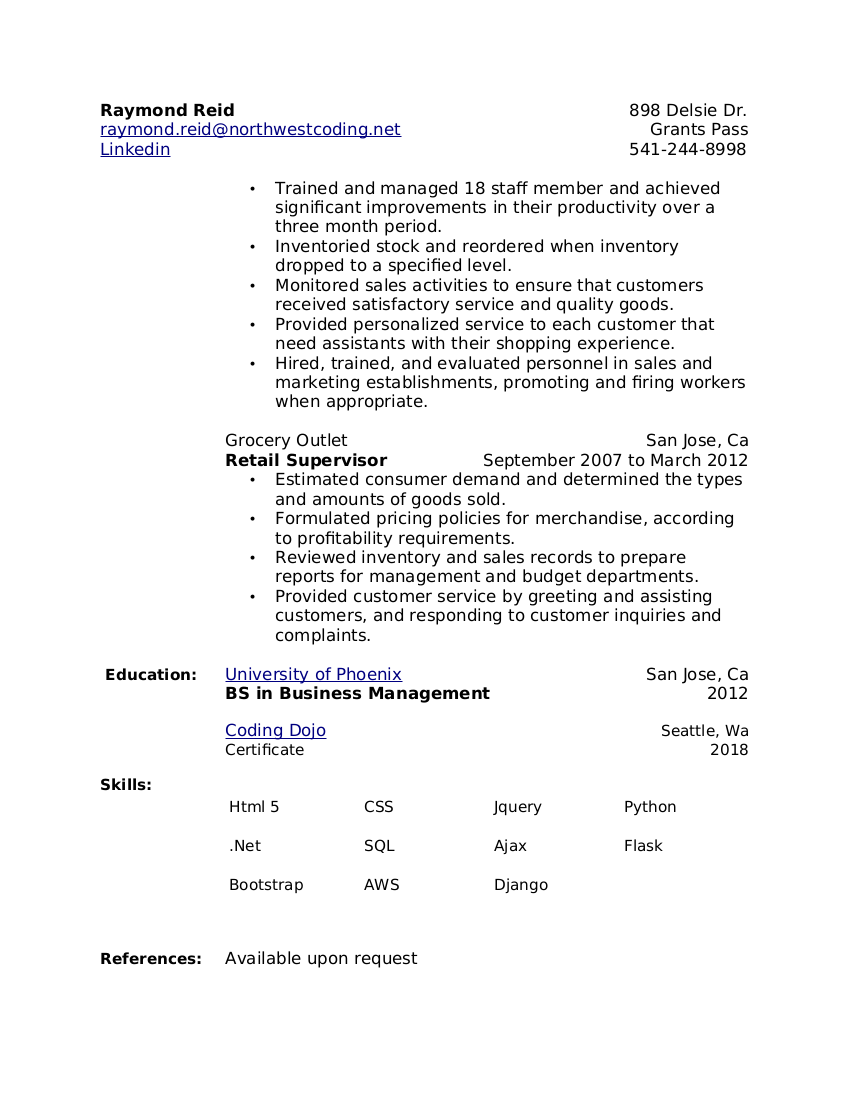 Raymond Reid 898 Delsie Dr.
raymond.reid@northwestcoding.net Grants Pass
Linkedin 541-244-8998
• Trained and managed 18 staff member and achieved
significant improvements in their productivity over a
three month period.
• Inventoried stock and reordered when inventory
dropped to a specified level.
• Monitored sales activities to ensure that customers
received satisfactory service and quality goods.
• Provided personalized service to each customer that
need assistants with their shopping experience.
• Hired, trained, and evaluated personnel in sales and
marketing establishments, promoting and firing workers
when appropriate.
Grocery Outlet San Jose, Ca
Retail Supervisor September 2007 to March 2012
• Estimated consumer demand and determined the types
and amounts of goods sold.
• Formulated pricing policies for merchandise, according
to profitability requirements.
• Reviewed inventory and sales records to prepare
reports for management and budget departments.
• Provided customer service by greeting and assisting
customers, and responding to customer inquiries and
complaints.
Education: University of Phoenix San Jose, Ca
BS in Business Management 2012
Coding Dojo Seattle, Wa
Certificate 2018
Skills:
Html 5 CSS Jquery Python
.Net SQL Ajax Flask
Bootstrap AWS Django
References: Available upon request